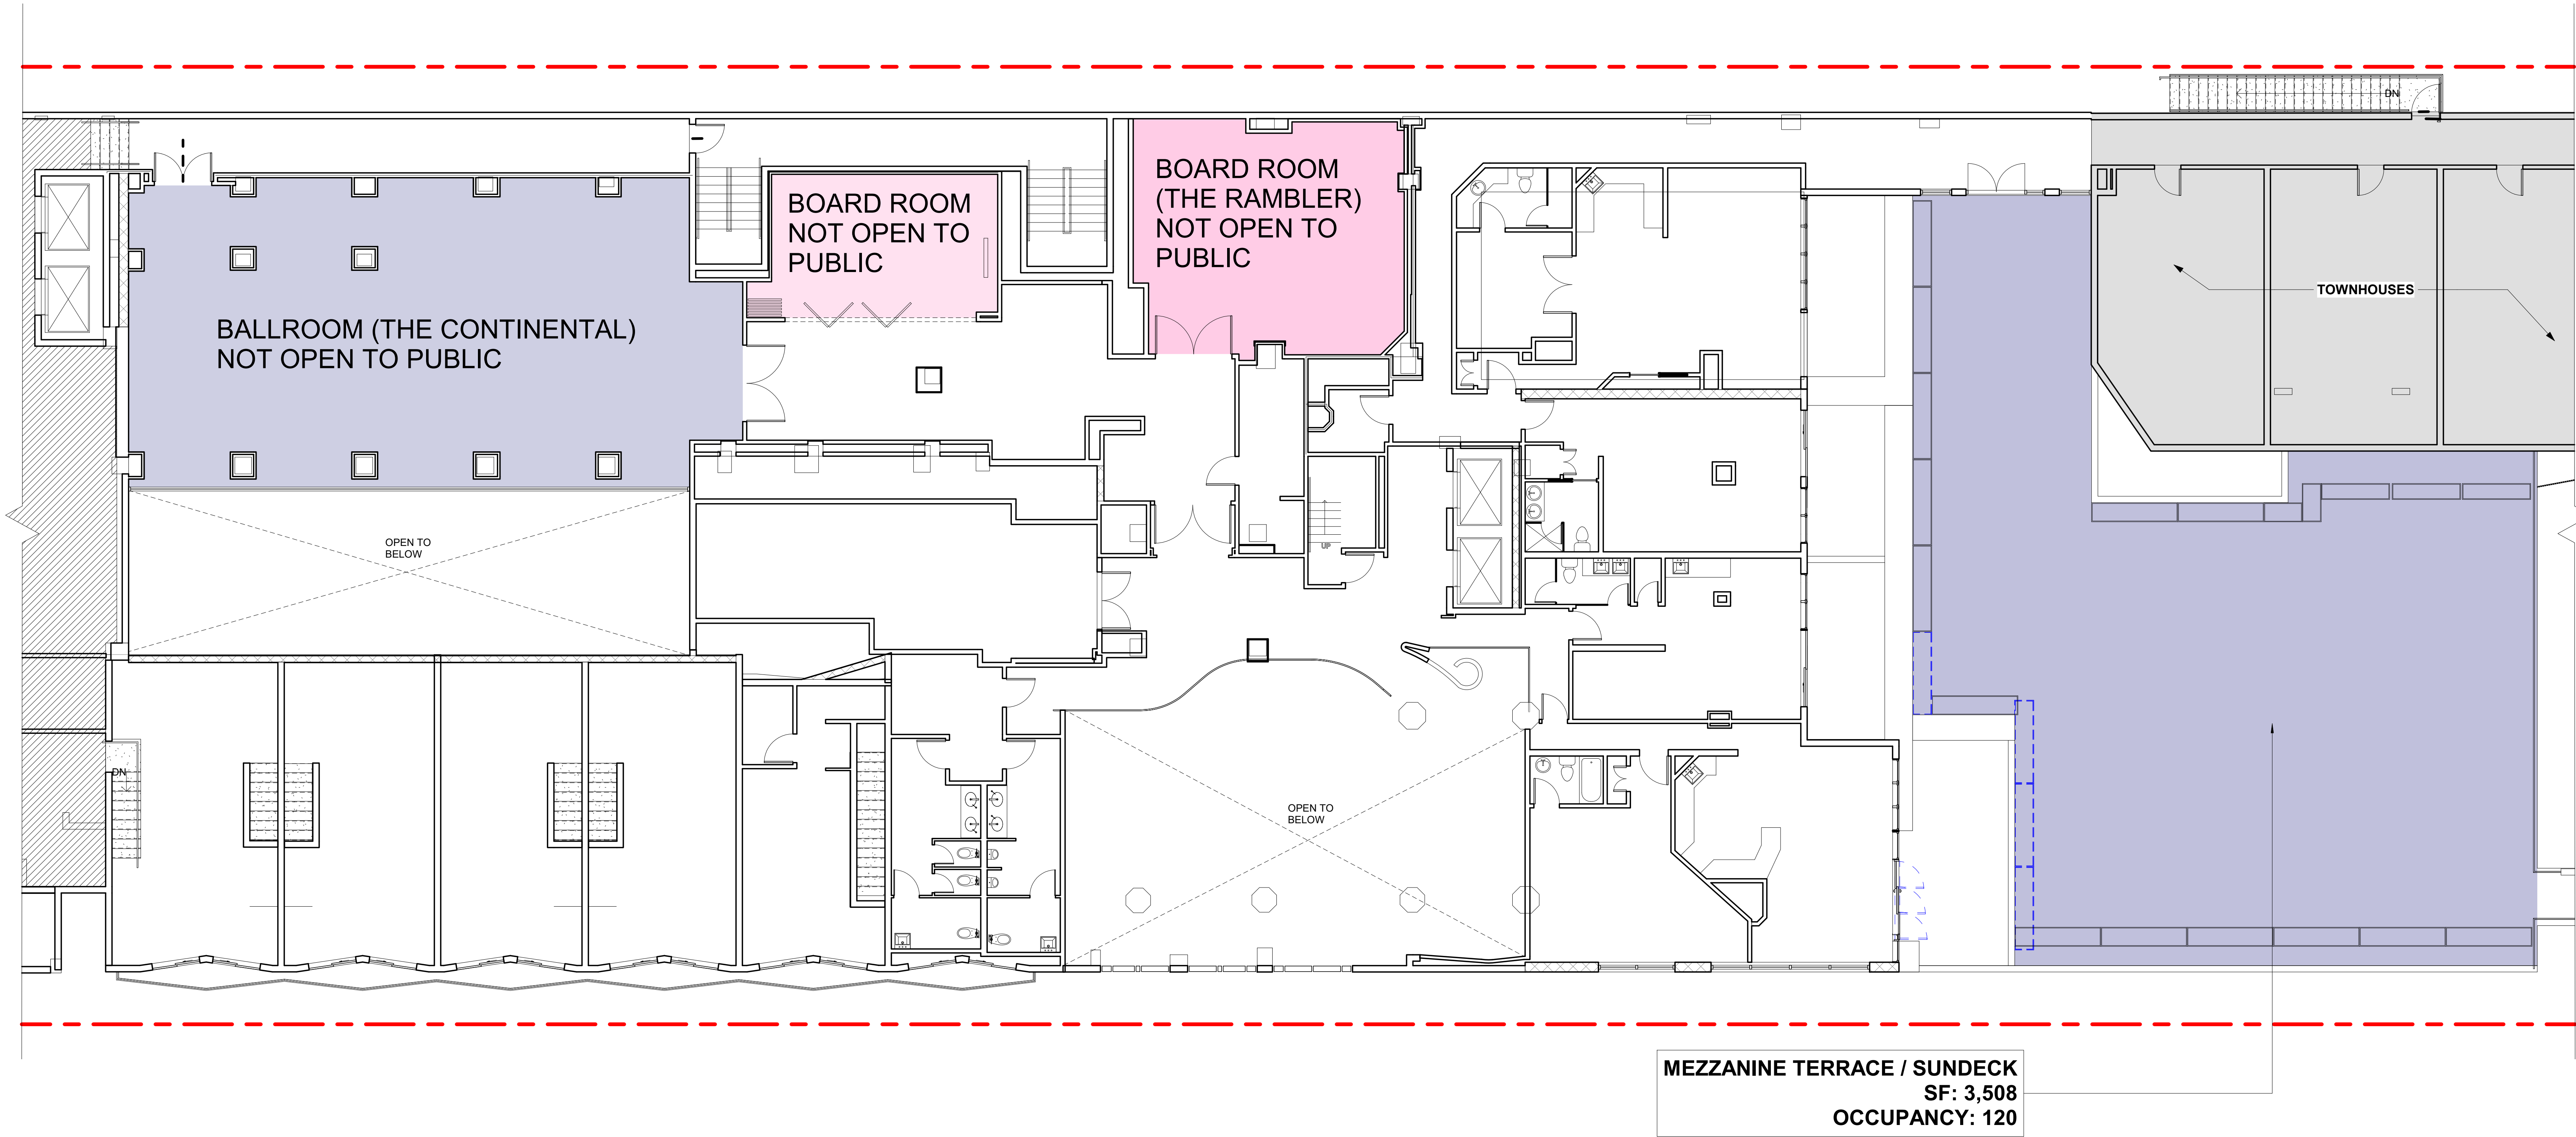 DN
BOARD ROOM
NOT OPEN TO
PUBLIC
BOARD ROOM
(THE RAMBLER)
NOT OPEN TO
PUBLIC
BALLROOM (THE CONTINENTAL)
NOT OPEN TO PUBLIC
TOWNHOUSES
OPEN TO
BELOW
UP
DN
OPEN TO
BELOW
MEZZANINE TERRACE / SUNDECK
SF: 3,508
OCCUPANCY: 120